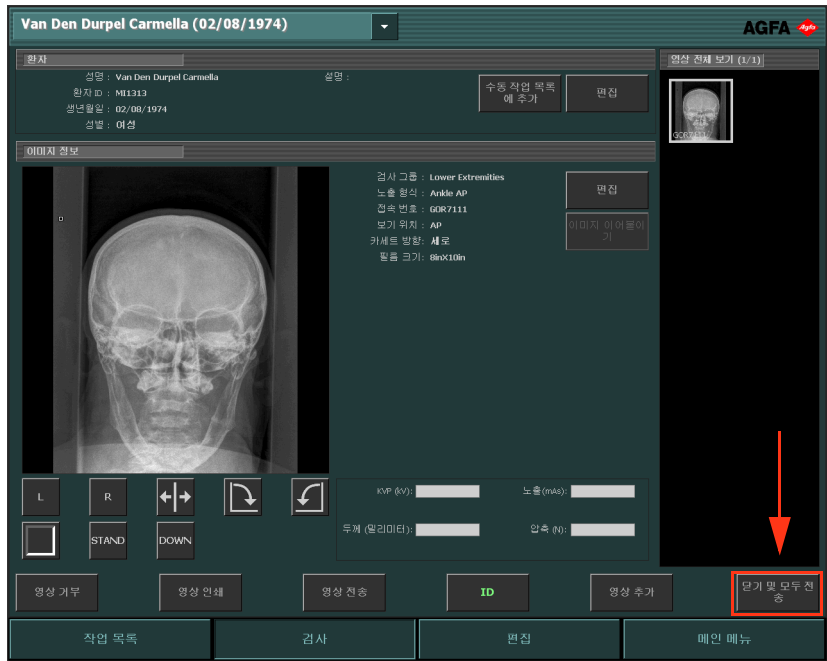 Van Den Durpel Carmella (02/08/1974)
AGFA Agfa
환자
성명 : Van Den Durpel Carmella
설명 :
환자 ID : MI1313
생년월일 : 02/08/1974
성별 : 여성
수동 작업 목록
에 추가
편집
영상 전체 보기 (1/1)
GOR7111
이미지 정보
검사 그룹 : Lower Extremities
노출 형식 : Ankle AP
접속 번호 : GOR7111
보기 위치 : AP
카세트 방향: 세로
필름 크기: 8inX10in
편집
이미지 이어붙이
기
L
R
STAND
DOWN
KVP (kV):
노출(mAs):
두께 (밀리미터):
압축 (N):
영상 거부
영상 인쇄
영상 전송
ID
영상 추가
닫기 및 모두 전
송
작업 목록
검사
편집
메인 메뉴